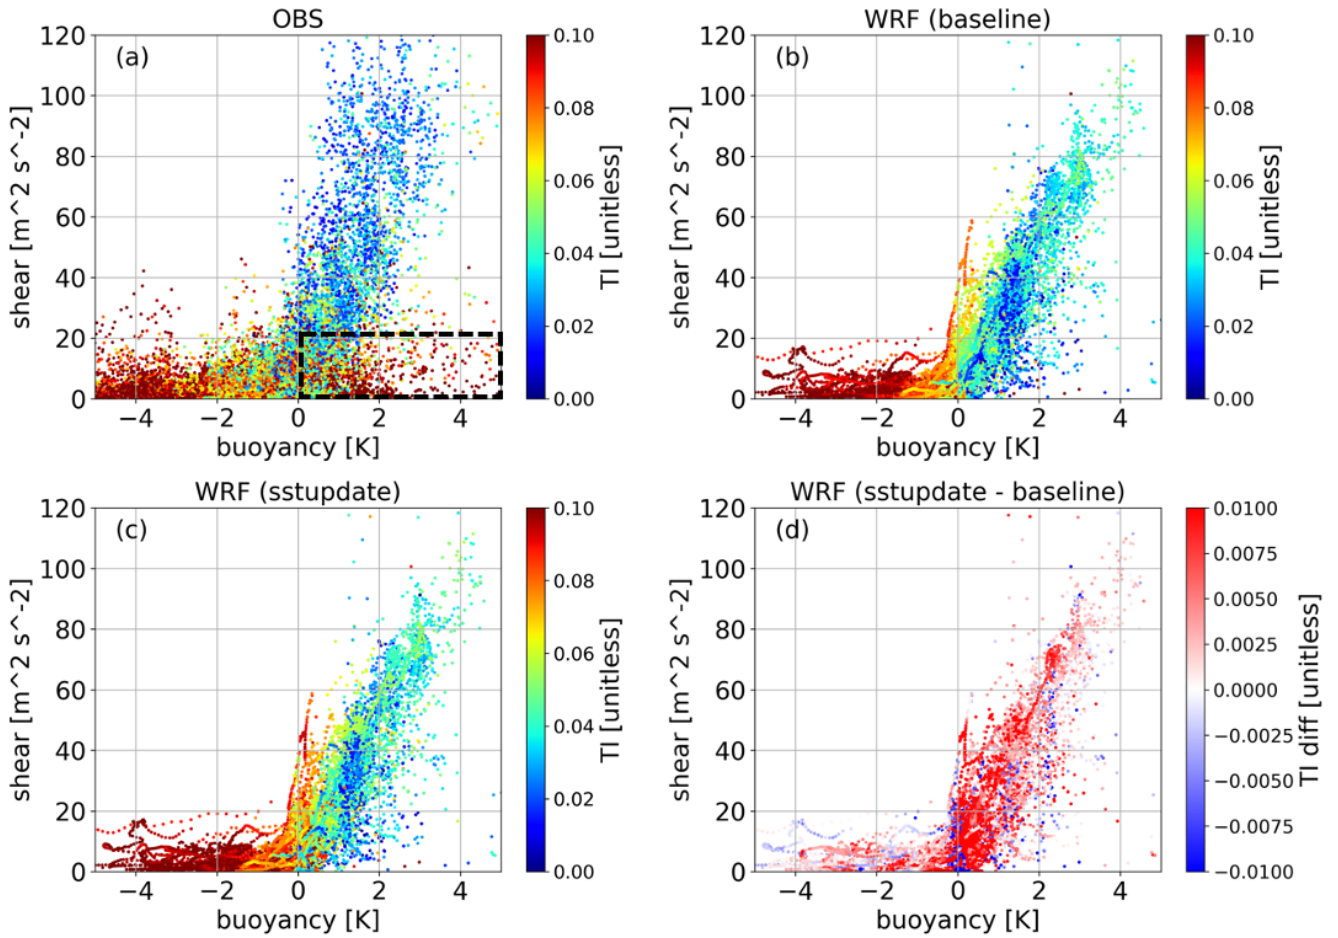 OBS
(a)
120
100
80
60
40
20
0
shear [m^2 s^-2]
−4 −2 0 2 4
buoyancy [K]
0.10
0.08
0.06
0.04
0.02
0.00
TI [unitless]
WRF (baseline)
(b)
120
100
80
60
40
20
0
shear [m^2 s^-2]
−4 −2 0 2 4
buoyancy [K]
0.10
0.08
0.06
0.04
0.02
0.00
TI [unitless]
WRF (sstupdate)
(c)
120
100
80
60
40
20
0
shear [m^2 s^-2]
−4 −2 0 2 4
buoyancy [K]
0.10
0.08
0.06
0.04
0.02
0.00
TI [unitless]
WRF (sstupdate - baseline)
(d)
120
100
80
60
40
20
0
shear [m^2 s^-2]
−4 −2 0 2 4
buoyancy [K]
0.0100
0.0075
0.0050
0.0025
0.0000
−0.0025
−0.0050
−0.0075
−0.0100
TI diff [unitless]